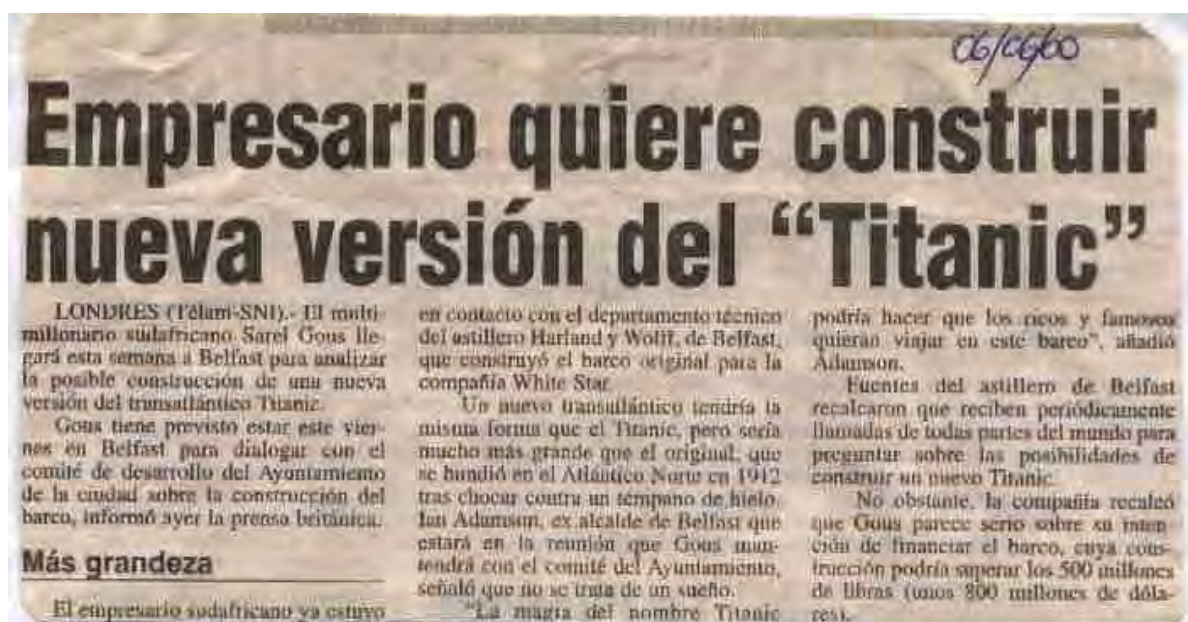 06/06/00
Empresario quiere construir
nueva versión del “Titanic”
LONDRES (Télam-SNI).- El multi-
millonario sudafricano Sarel Gous lle-
gará esta semana a Belfast para analizar
la posible construcción de una nueva
versión del transatlántico Titanic.
Gous tiene previsto estar este vier-
nes en Belfast para dialogar con el
comité de desarrollo del Ayuntamiento
de la ciudad sobre la construcción del
barco, informó ayer la prensa británica.
Más grandeza
El empresario sudafricano ya estuvo
en contacto con el departamento técnico
del astillero Harland y Wolff, de Belfast,
que construyó el barco original para la
compañía White Star.
Un nuevo transatlántico tendría la
misma forma que el Titanic, pero sería
mucho más grande que el original, que
se hundió en el Atlántico Norte en 1912
tras chocar contra un témpano de hielo.
Ian Adamson, ex alcalde de Belfast que
estará en la reunión que Gous man-
tendrá con el comité del Ayuntamiento,
señaló que no se trata de un sueño.
"La magia del nombre Titanic
podría hacer que los ricos y famosos
quieran viajar en este barco", añadió
Adamson.
Fuentes del astillero de Belfast
recalcaron que reciben periódicamente
llamadas de todas partes del mundo para
preguntar sobre las posibilidades de
construir un nuevo Titanic.
No obstante, la compañía recalcó
que Gous parece serio sobre su inten-
ción de financiar el barco, cuya cons-
trucción podría superar los 500 millones
de libras (unos 800 millones de dóla-
res).-